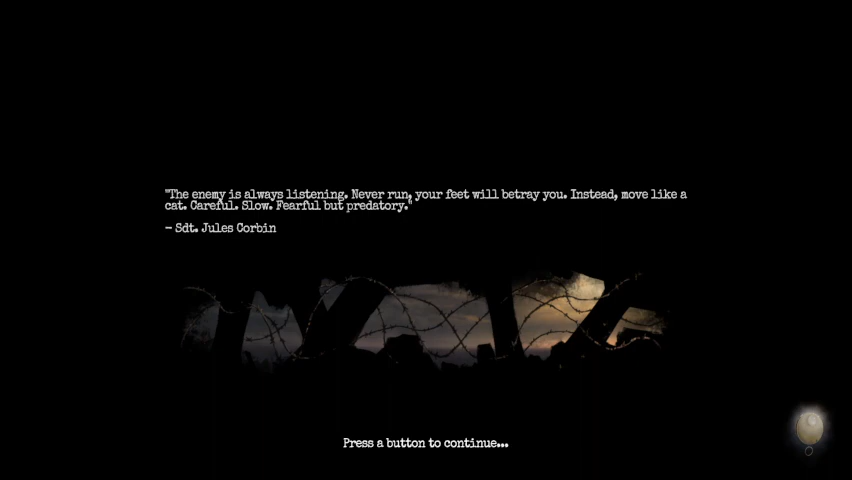 "The enemy is always listening. Never run, your feet will betray you. Instead, move like a
cat. Careful. Slow. Fearful but predatory."
- Sdt. Jules Corbin
Press a button to continue...